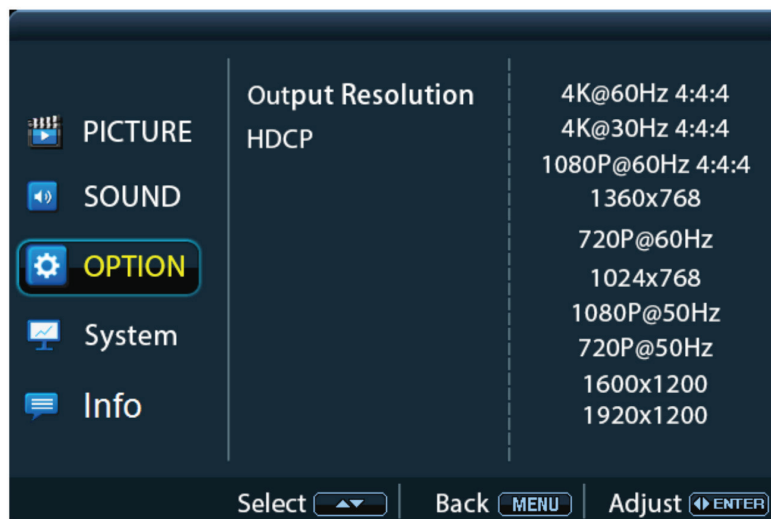 PICTURE
SOUND
OPTION
System
Info
Output Resolution
HDCP
4K@60Hz 4:4:4
4K@30Hz 4:4:4
1080P@60Hz 4:4:4
1360x768
720P@60Hz
1024x768
1080P@50Hz
720P@50Hz
1600x1200
1920x1200
Select Back MENU Adjust ENTER